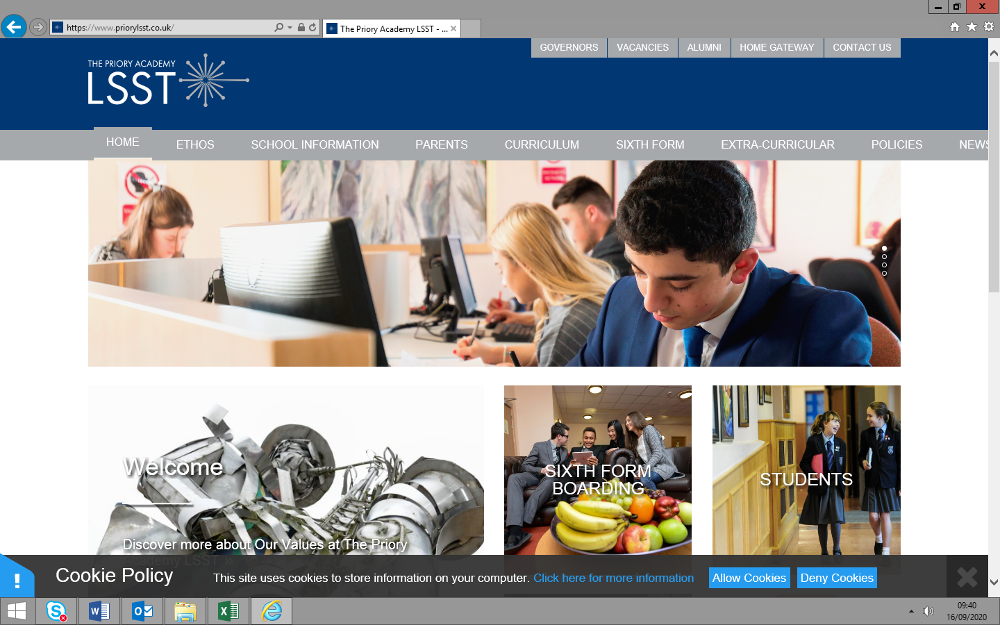 https://www.priorylsst.co.uk/
The Priory Academy LSST - ...
GOVERNORS
VACANCIES
ALUMNI
HOME GATEWAY
CONTACT US
THE PRIORY ACADEMY
LSST
HOME
ETHOS
SCHOOL INFORMATION
PARENTS
CURRICULUM
SIXTH FORM
EXTRA-CURRICULAR
POLICIES
NEWS
Welcome
Discover more about Our Values at The Priory
Academy LSST »
SIXTH FORM
BOARDING
STUDENTS
Cookie Policy
This site uses cookies to store information on your computer. Click here for more information
Allow Cookies
Deny Cookies
09:40
16/09/2020